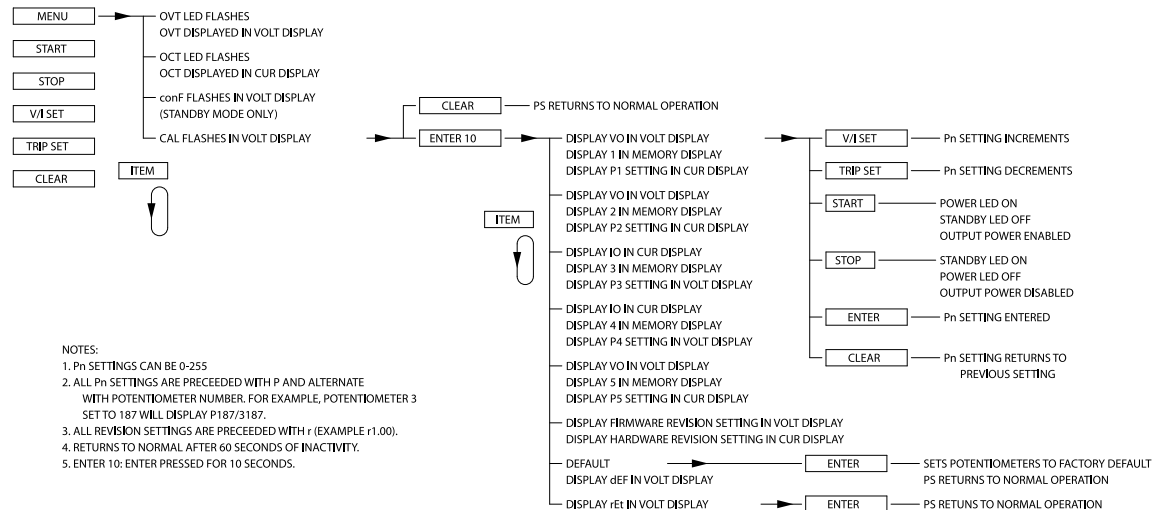 MENU
OVT LED FLASHES
OVT DISPLAYED IN VOLT DISPLAY
START
OCT LED FLASHES
OCT DISPLAYED IN CUR DISPLAY
STOP
conF FLASHES IN VOLT DISPLAY
(STANDBY MODE ONLY)
V/I SET
CAL FLASHES IN VOLT DISPLAY
TRIP SET
CLEAR
ITEM
CLEAR
PS RETURNS TO NORMAL OPERATION
ENTER 10
ITEM
DISPLAY VO IN VOLT DISPLAY
DISPLAY 1 IN MEMORY DISPLAY
DISPLAY P1 SETTING IN CUR DISPLAY
DISPLAY VO IN VOLT DISPLAY
DISPLAY 2 IN MEMORY DISPLAY
DISPLAY P2 SETTING IN CUR DISPLAY
DISPLAY IO IN CUR DISPLAY
DISPLAY 3 IN MEMORY DISPLAY
DISPLAY P3 SETTING IN VOLT DISPLAY
DISPLAY IO IN CUR DISPLAY
DISPLAY 4 IN MEMORY DISPLAY
DISPLAY P4 SETTING IN VOLT DISPLAY
DISPLAY VO IN VOLT DISPLAY
DISPLAY 5 IN MEMORY DISPLAY
DISPLAY P5 SETTING IN CUR DISPLAY
DISPLAY FIRMWARE REVISION SETTING IN VOLT DISPLAY
DISPLAY HARDWARE REVISION SETTING IN CUR DISPLAY
DEFAULT
DISPLAY dEF IN VOLT DISPLAY
ENTER
SETS POTENTIOMETERS TO FACTORY DEFAULT
PS RETURNS TO NORMAL OPERATION
DISPLAY rEt IN VOLT DISPLAY
ENTER
PS RETUNS TO NORMAL OPERATION
V/I SET
Pn SETTING INCREMENTS
TRIP SET
Pn SETTING DECREMENTS
START
POWER LED ON
STANDBY LED OFF
OUTPUT POWER ENABLED
STOP
STANDBY LED ON
POWER LED OFF
OUTPUT POWER DISABLED
ENTER
Pn SETTING ENTERED
CLEAR
Pn SETTING RETURNS TO
PREVIOUS SETTING
NOTES:
1. Pn SETTINGS CAN BE 0-255
2. ALL Pn SETTINGS ARE PRECEEDED WITH P AND ALTERNATE
WITH POTENTIOMETER NUMBER. FOR EXAMPLE, POTENTIOMETER 3
SET TO 187 WILL DISPLAY P187/3187.
3. ALL REVISION SETTINGS ARE PRECEEDED WITH r (EXAMPLE r1.00).
4. RETURNS TO NORMAL AFTER 60 SECONDS OF INACTIVITY.
5. ENTER 10: ENTER PRESSED FOR 10 SECONDS.